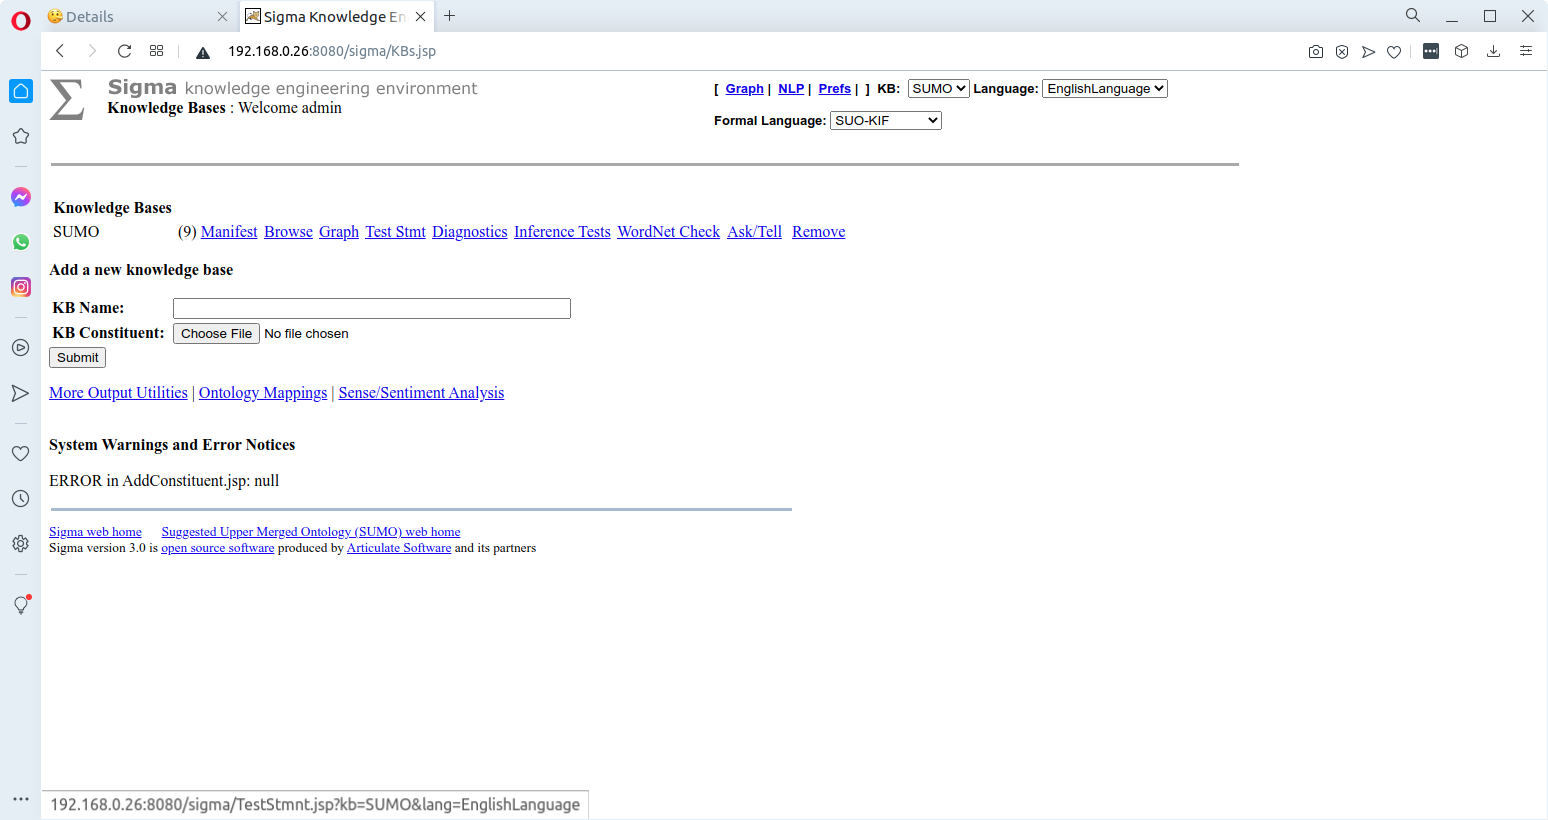 Details
Sigma Knowledge En
192.168.0.26:8080/sigma/KBs.jsp
Σ Sigma knowledge engineering environment
Knowledge Bases : Welcome admin
[ Graph | NLP | Prefs | ] KB: SUMO Language: EnglishLanguage
Formal Language: SUO-KIF
Knowledge Bases
SUMO (9) Manifest Browse Graph Test Stmt Diagnostics Inference Tests WordNet Check Ask/Tell Remove
Add a new knowledge base
KB Name:
KB Constituent: Choose File No file chosen
Submit
More Output Utilities | Ontology Mappings | Sense/Sentiment Analysis
System Warnings and Error Notices
ERROR in AddConstituent.jsp: null
Sigma web home Suggested Upper Merged Ontology (SUMO) web home
Sigma version 3.0 is open source software produced by Articulate Software and its partners
192.168.0.26:8080/sigma/TestStmnt.jsp?kb=SUMO&lang=EnglishLanguage